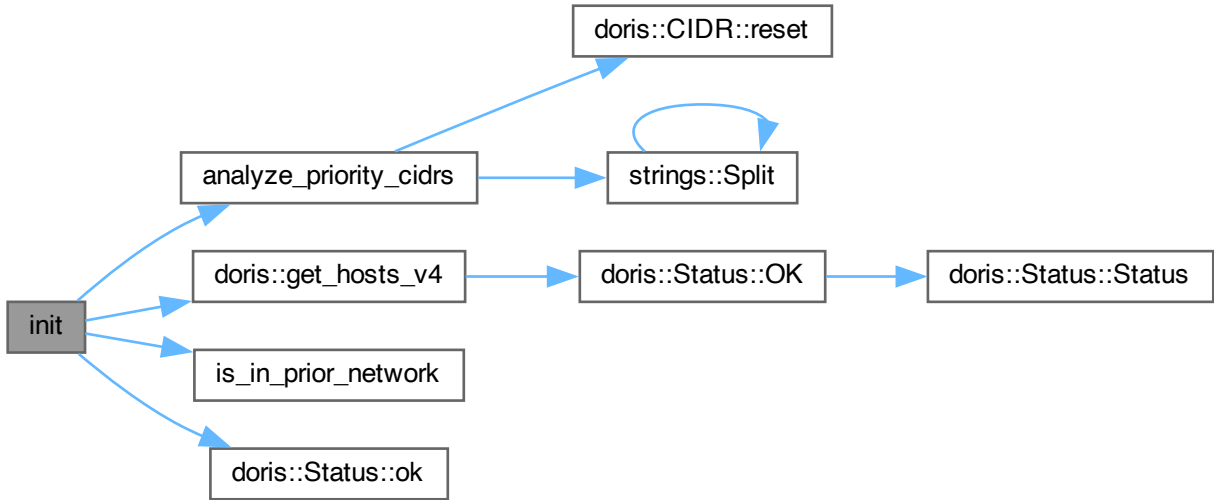 doris::CIDR::reset
analyze_priority_cidrs
strings::Split
doris::get_hosts_v4
doris::Status::OK
doris::Status::Status
init
is_in_prior_network
doris::Status::ok